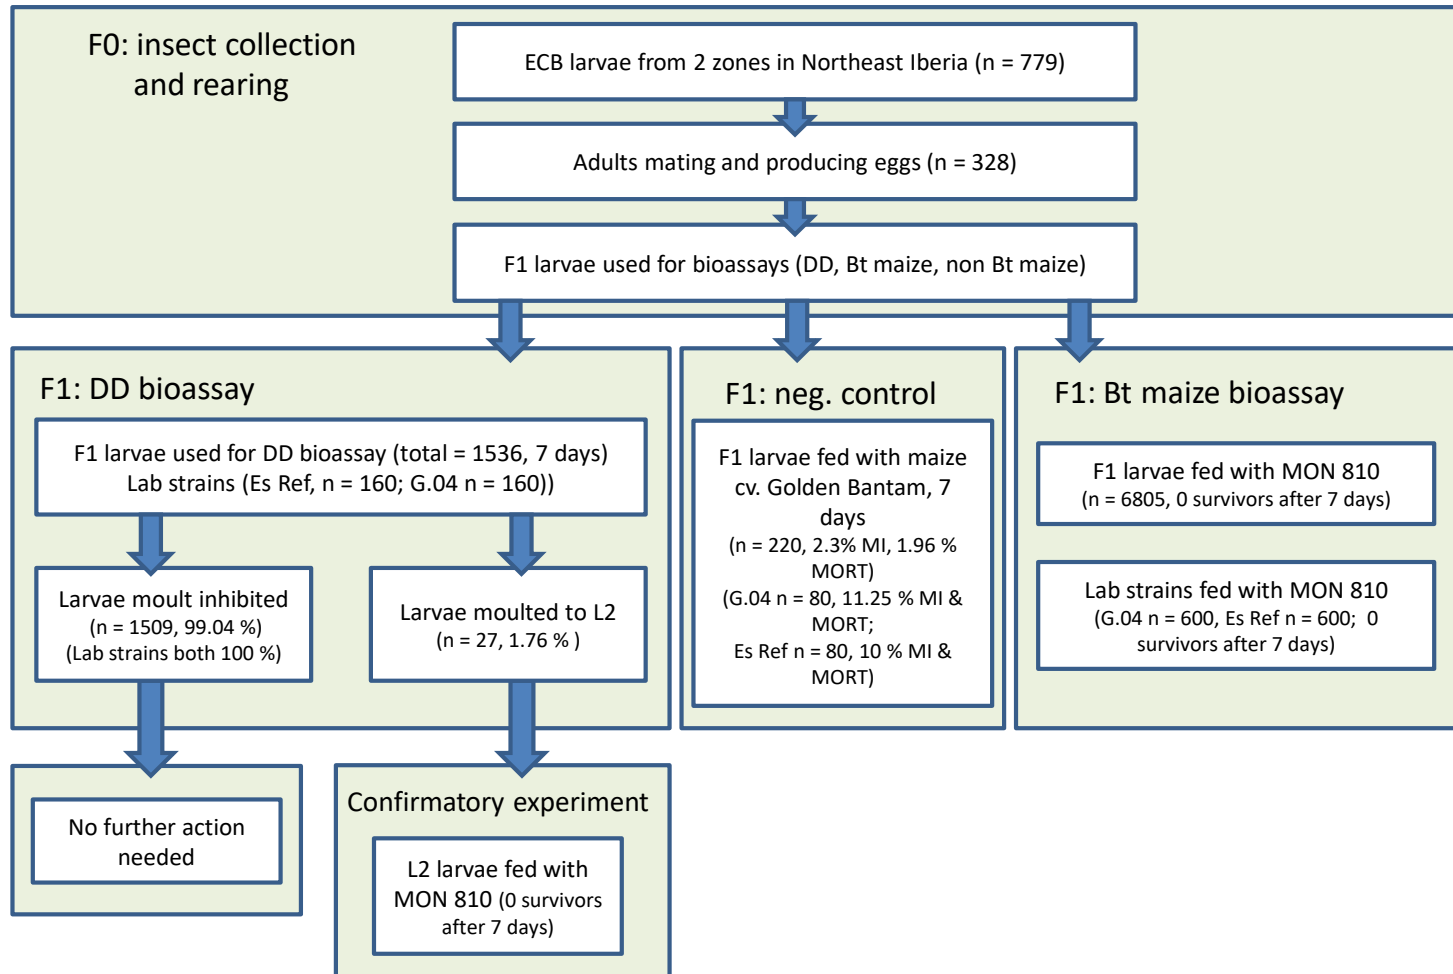 F0: insect collection
and rearing
ECB larvae from 2 zones in Northeast Iberia (n = 779)
Adults mating and producing eggs (n = 328)
F1 larvae used for bioassays (DD, Bt maize, non Bt maize)
F1: DD bioassay
F1 larvae used for DD bioassay (total = 1536, 7 days)
Lab strains (Es Ref, n = 160; G.04 n = 160))
Larvae moult inhibited
(n = 1509, 99.04 %)
(Lab strains both 100 %)
Larvae moulted to L2
(n = 27, 1.76 % )
No further action
needed
Confirmatory experiment
L2 larvae fed with
MON 810 (0 survivors
after 7 days)
F1: neg. control
F1 larvae fed with maize
cv. Golden Bantam, 7
days
(n = 220, 2.3% MI, 1.96 %
MORT)
(G.04 n = 80, 11.25 % MI &
MORT;
Es Ref n = 80, 10 % MI &
MORT)
F1: Bt maize bioassay
F1 larvae fed with MON 810
(n = 6805, 0 survivors after 7 days)
Lab strains fed with MON 810
(G.04 n = 600, Es Ref n = 600; 0
survivors after 7 days)